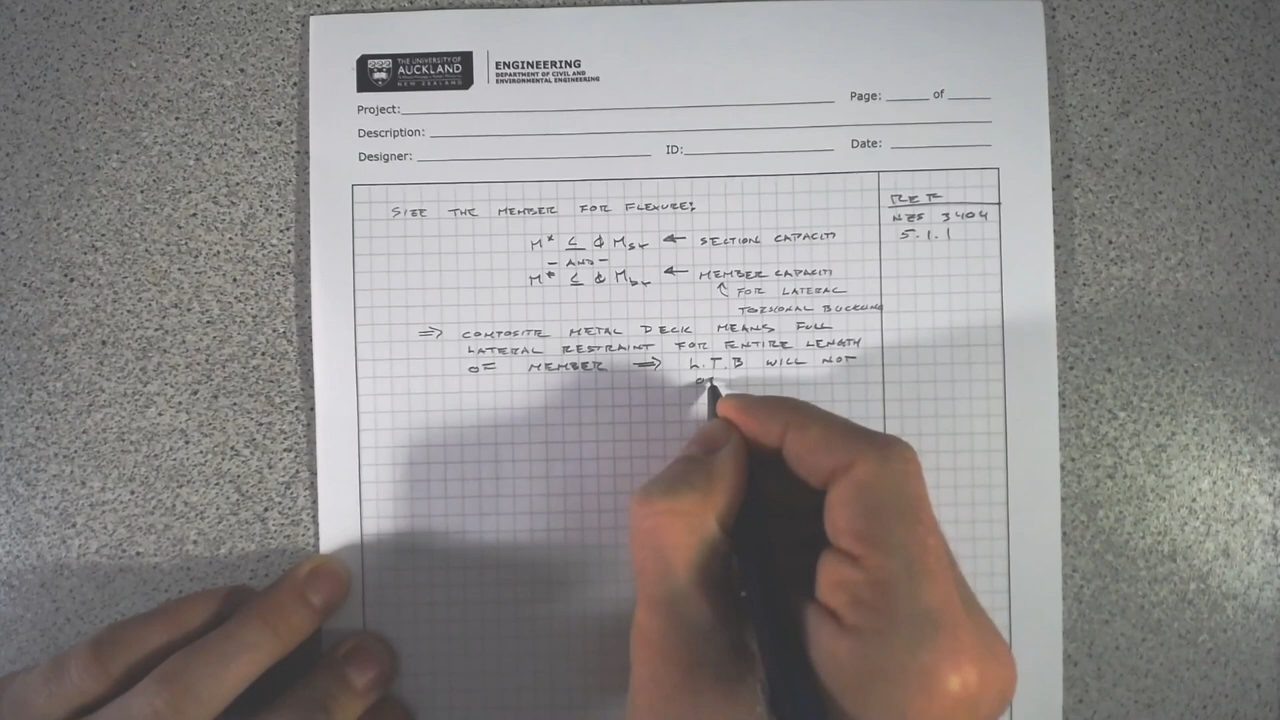 THE UNIVERSITY OF
AUCKLAND
NEW ZEALAND
ENGINEERING
DEPARTMENT OF CIVIL AND
ENVIRONMENTAL ENGINEERING
Project:
Page: of
Description:
Designer: ID: Date:
SIZE THE MEMBER FOR FLEXURE:
M* ≤ ϕ Msx ← SECTION CAPACITY
- AND -
M* ≤ ϕ Mbx ← MEMBER CAPACITY
↑ FOR LATERAL
TORSIONAL BUCKLING
⇒ COMPOSITE METAL DECK MEANS FULL
LATERAL RESTRAINT FOR ENTIRE LENGTH
OF MEMBER ⇒ L.T.B WILL NOT
REF
NZS 3404
5.1.1